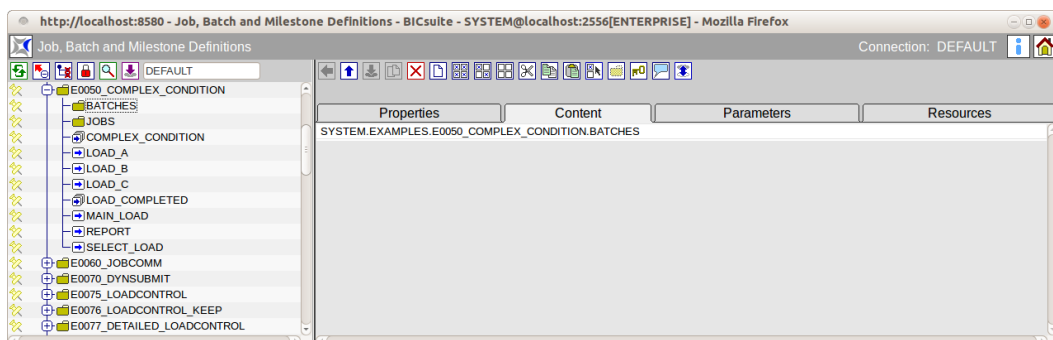 http://localhost:8580 - Job, Batch and Milestone Definitions - BICsuite - SYSTEM@localhost:2556[ENTERPRISE] - Mozilla Firefox
Job, Batch and Milestone Definitions
Connection: DEFAULT
DEFAULT
E0050_COMPLEX_CONDITION
BATCHES
JOBS
COMPLEX_CONDITION
LOAD_A
LOAD_B
LOAD_C
LOAD_COMPLETED
MAIN_LOAD
REPORT
SELECT_LOAD
E0060_JOBCOMM
E0070_DYNSUBMIT
E0075_LOADCONTROL
E0076_LOADCONTROL_KEEP
E0077_DETAILED_LOADCONTROL
Properties Content Parameters Resources
SYSTEM.EXAMPLES.E0050_COMPLEX_CONDITION.BATCHES